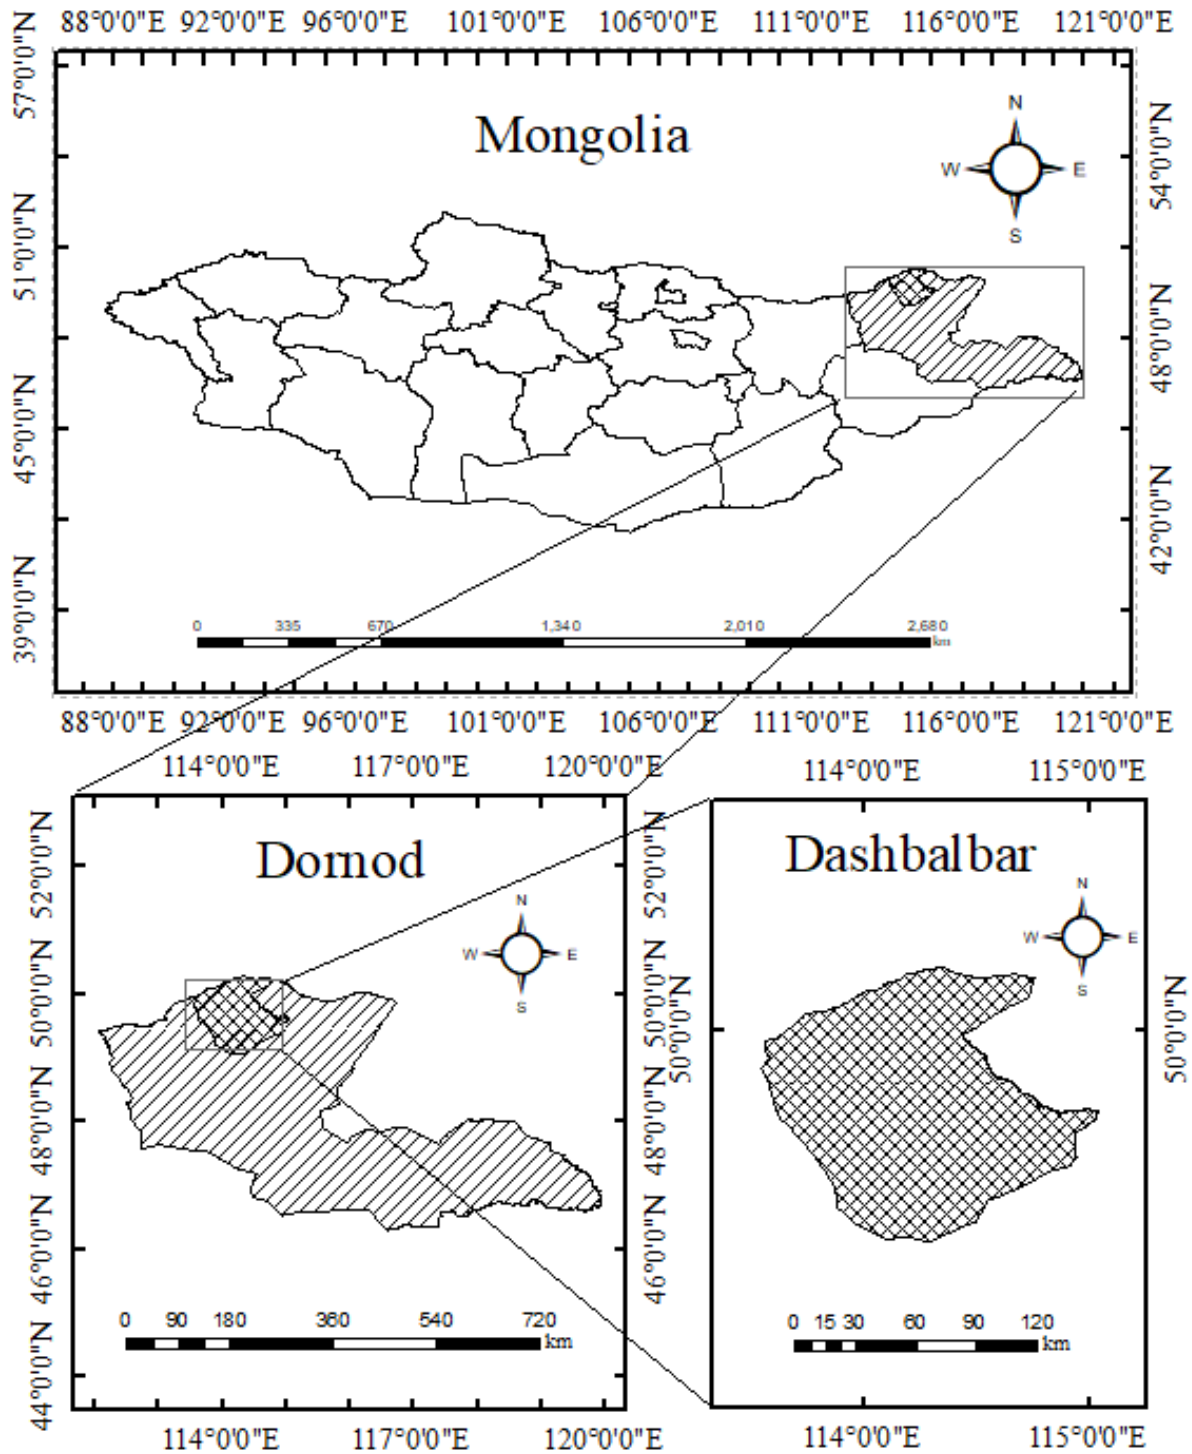 88°0'0"E 92°0'0"E 96°0'0"E 101°0'0"E 106°0'0"E 111°0'0"E 116°0'0"E 121°0'0"E
57°0'0"N
51°0'0"N
45°0'0"N
39°0'0"N
Mongolia
N
W E
S
54°0'0"N
48°0'0"N
42°0'0"N
0 335 670 1,340 2,010 2,680
km
88°0'0"E 92°0'0"E 96°0'0"E 101°0'0"E 106°0'0"E 111°0'0"E 116°0'0"E 121°0'0"E
114°0'0"E 117°0'0"E 120°0'0"E
52°0'0"N
50°0'0"N
48°0'0"N
46°0'0"N
44°0'0"N
Dornod
N
W E
S
52°0'0"N
50°0'0"N
48°0'0"N
46°0'0"N
0 90 180 360 540 720
km
114°0'0"E 117°0'0"E 120°0'0"E
114°0'0"E 115°0'0"E
50°0'0"N
Dashbalbar
N
W E
S
50°0'0"N
0 15 30 60 90 120
km
114°0'0"E 115°0'0"E